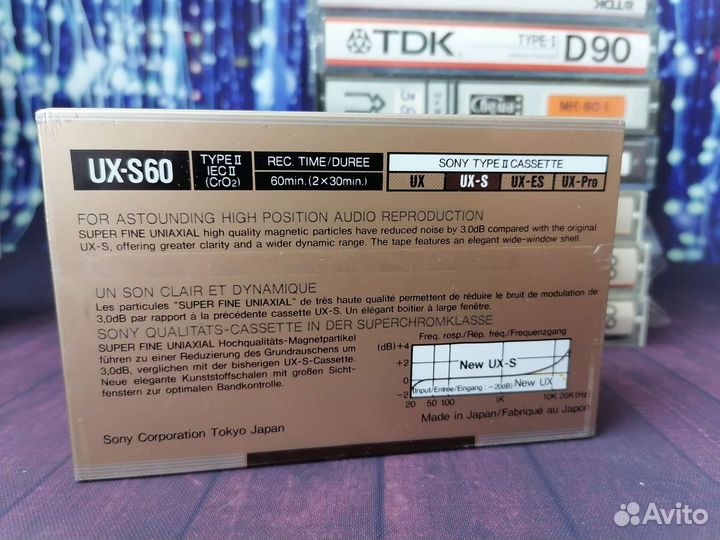 TDK
TDK TYPE I D90
MK-60-1
UX-S60 TYPE II IEC II (CrO2) REC. TIME/DUREE 60min. (2×30min.) SONY TYPE II CASSETTE
UX UX-S UX-ES UX-Pro
FOR ASTOUNDING HIGH POSITION AUDIO REPRODUCTION
SUPER FINE UNIAXIAL high quality magnetic particles have reduced noise by 3.0dB compared with the original
UX-S, offering greater clarity and a wider dynamic range. The tape features an elegant wide-window shell.
UN SON CLAIR ET DYNAMIQUE
Les particules "SUPER FINE UNIAXIAL" de très haute qualité permettent de réduire le bruit de modulation de
3,0dB par rapport à la précédente cassette UX-S. Un élégant boîtier à large fenêtre.
SONY QUALITATS-CASSETTE IN DER SUPERCHROMKLASSE
SUPER FINE UNIAXIAL Hochqualitäts-Magnetpartikel
führen zu einer Reduzierung des Grundrauschens um
3,0dB, verglichen mit der bisherigen UX-S-Cassette.
Neue elegante Kunststoffschalen mit großen Sicht-
fenstern zur optimalen Bandkontrolle.
Freq. resp./Rép. fréq./Frequenzgang
(dB) +4
+2
0
-2
New UX-S
Input/Entrée/Eingang: -20dB New UX
20 50 100 1K 10K 20K(Hz)
Made in Japan/Fabriqué au Japon
Sony Corporation Tokyo Japan
Avito